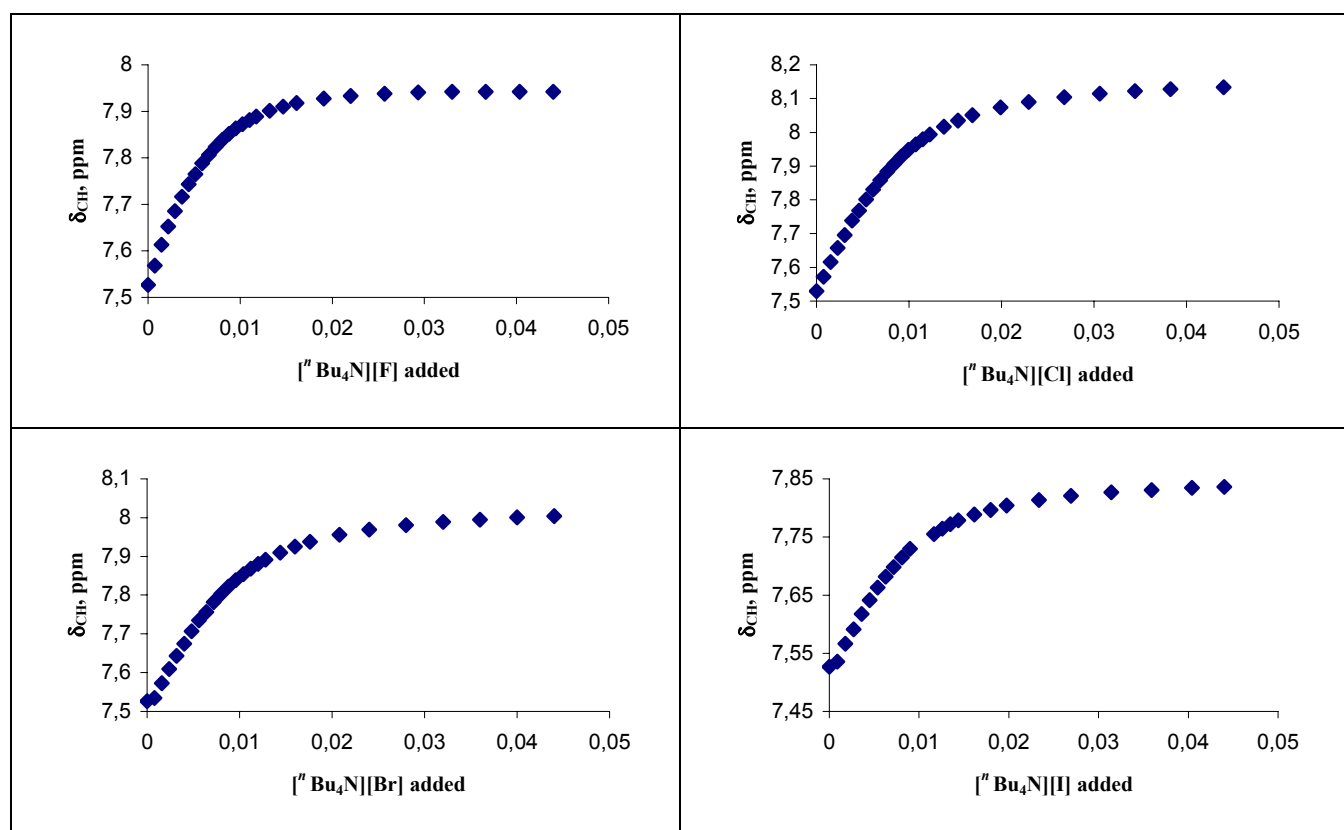 8
7,9
7,8
7,7
7,6
7,5
δCH, ppm
0 0,01 0,02 0,03 0,04 0,05
[n Bu4N][F] added
8,2
8,1
8
7,9
7,8
7,7
7,6
7,5
δCH, ppm
0 0,01 0,02 0,03 0,04 0,05
[n Bu4N][Cl] added
8,1
8
7,9
7,8
7,7
7,6
7,5
δCH, ppm
0 0,01 0,02 0,03 0,04 0,05
[n Bu4N][Br] added
7,85
7,75
7,65
7,55
7,45
δCH, ppm
0 0,01 0,02 0,03 0,04 0,05
[n Bu4N][I] added